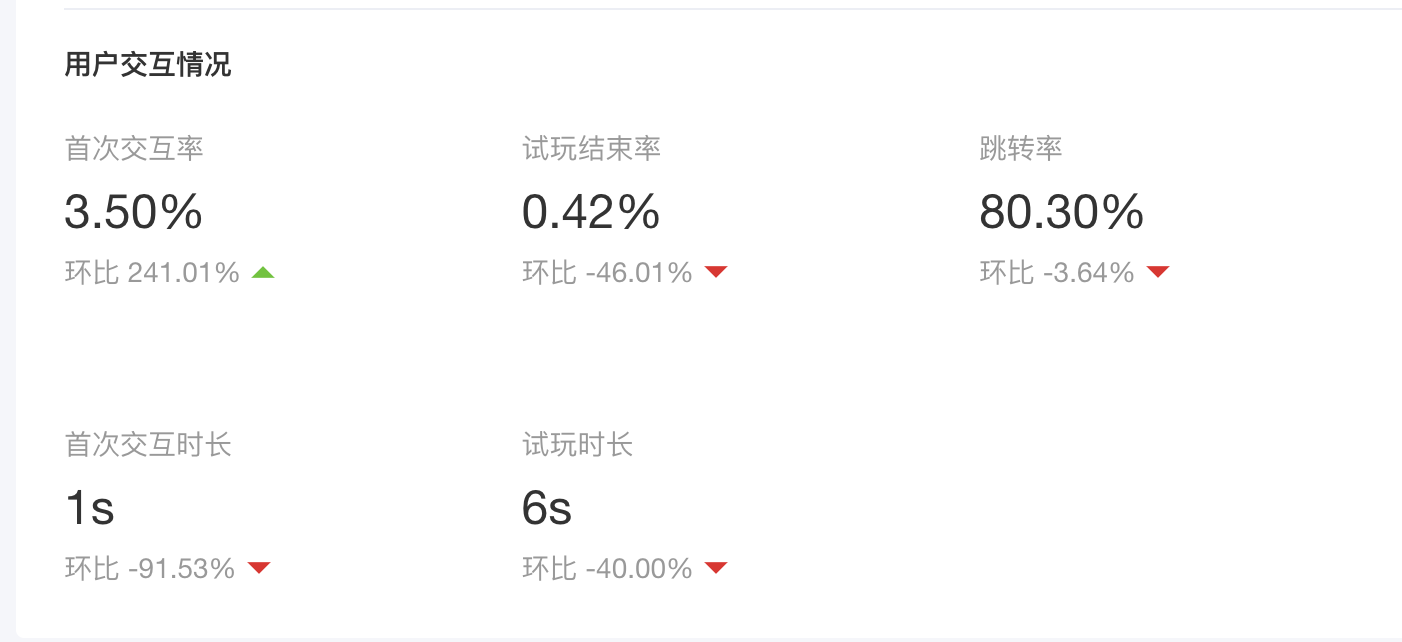 用户交互情况
首次交互率
试玩结束率
跳转率
3.50%
0.42%
80.30%
环比 241.01%
环比 -46.01%
环比 -3.64%
首次交互时长
试玩时长
1s
6s
环比 -91.53%
环比 -40.00%